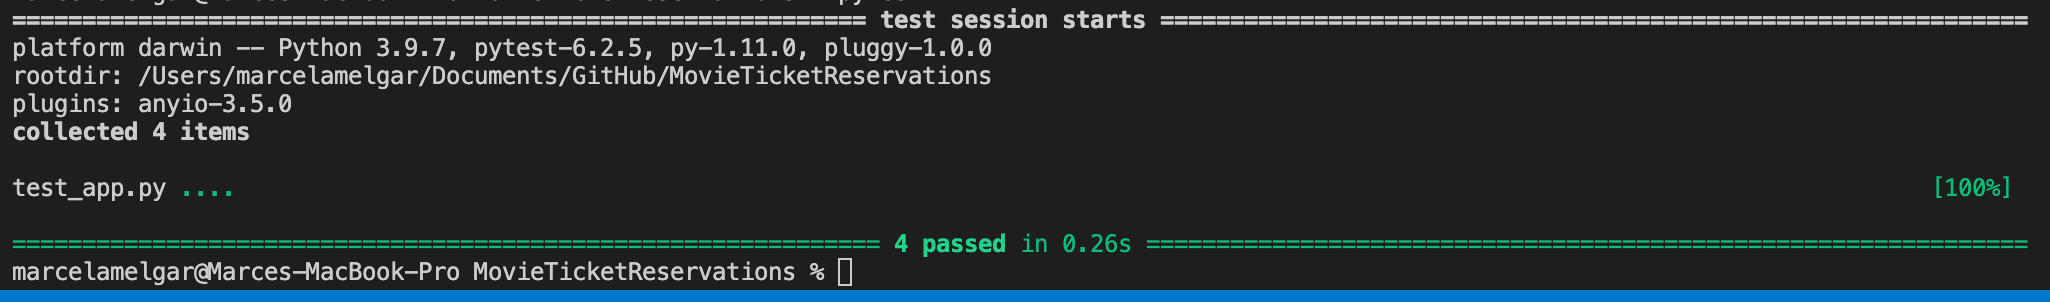 ============================================================== test session starts ==============================================================
platform darwin -- Python 3.9.7, pytest-6.2.5, py-1.11.0, pluggy-1.0.0
rootdir: /Users/marcelamelgar/Documents/GitHub/MovieTicketReservations
plugins: anyio-3.5.0
collected 4 items
test_app.py .... [100%]
============================================================== 4 passed in 0.26s ===============================================================
marcelamelgar@Marces-MacBook-Pro MovieTicketReservations %